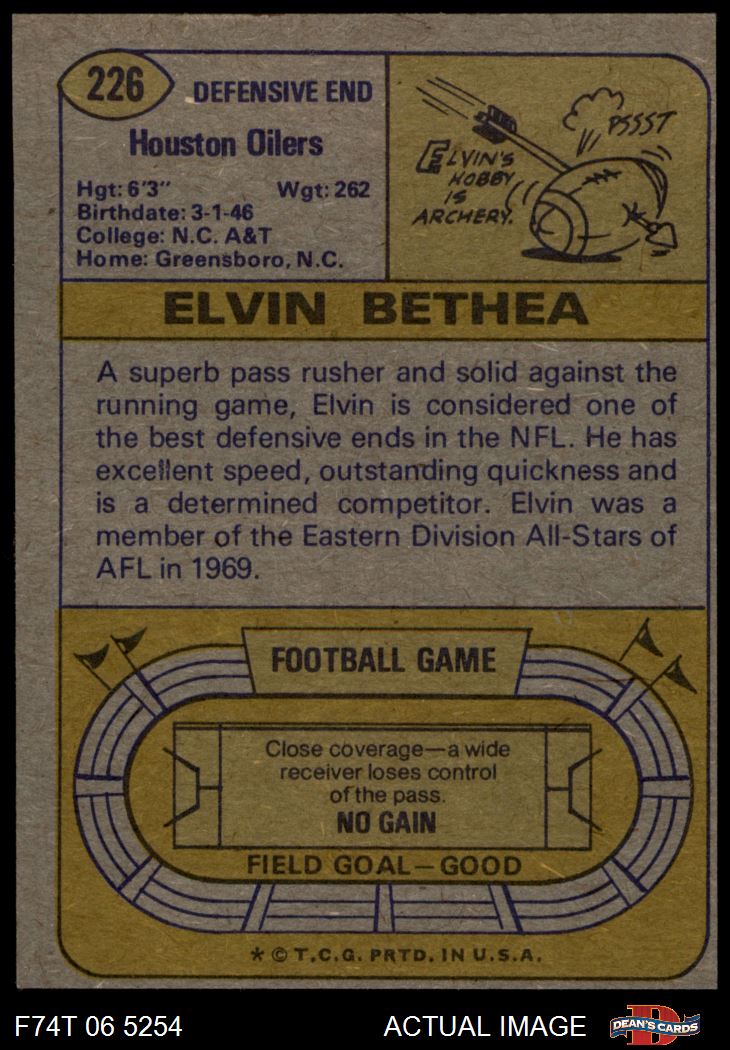 226
DEFENSIVE END
Houston Oilers
Hgt: 6'3" Wgt: 262
Birthdate: 3-1-46
College: N.C. A&T
Home: Greensboro, N.C.
ELVIN'S
HOBBY
IS
ARCHERY.
PSSST
ELVIN BETHEA
A superb pass rusher and solid against the
running game, Elvin is considered one of
the best defensive ends in the NFL. He has
excellent speed, outstanding quickness and
is a determined competitor. Elvin was a
member of the Eastern Division All-Stars of
AFL in 1969.
FOOTBALL GAME
Close coverage—a wide
receiver loses control
of the pass.
NO GAIN
FIELD GOAL—GOOD
* © T.C.G. PRTD. IN U.S.A.
F74T 06 5254 ACTUAL IMAGE
DEAN'S CARDS